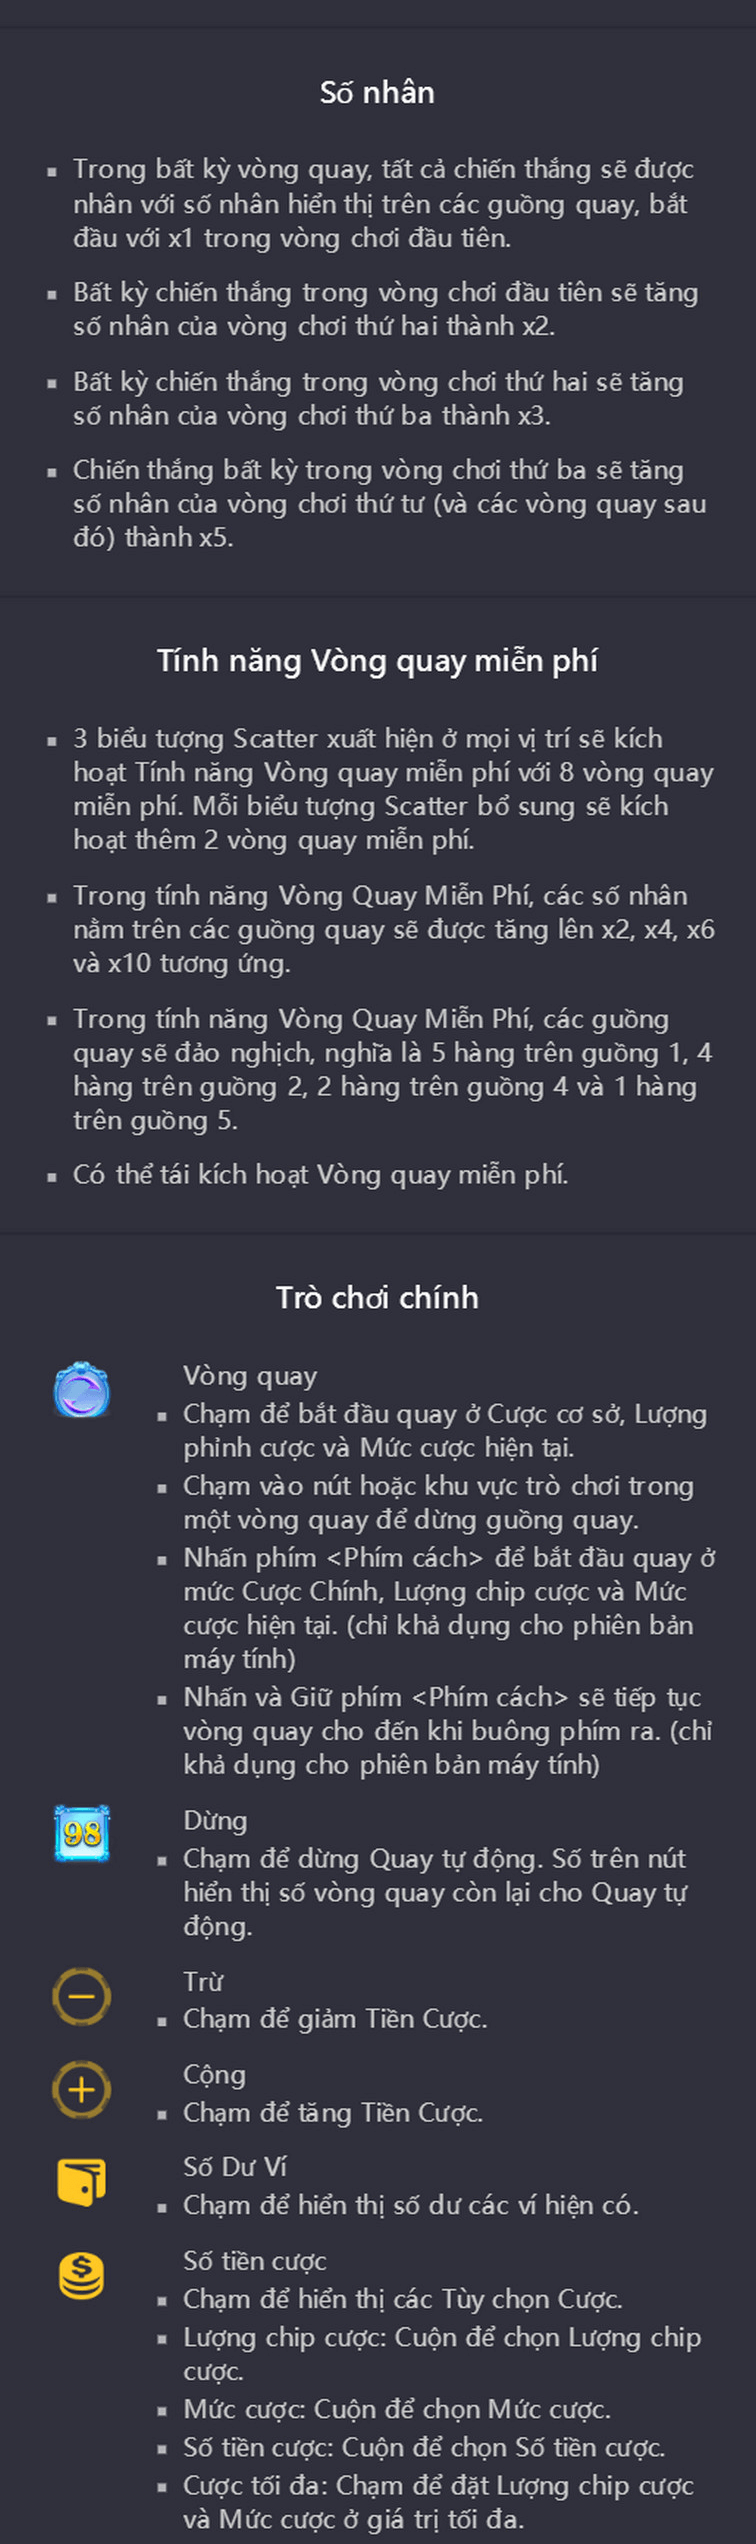 Số nhân
▪ Trong bất kỳ vòng quay, tất cả chiến thắng sẽ được
nhân với số nhân hiển thị trên các guồng quay, bắt
đầu với x1 trong vòng chơi đầu tiên.
▪ Bất kỳ chiến thắng trong vòng chơi đầu tiên sẽ tăng
số nhân của vòng chơi thứ hai thành x2.
▪ Bất kỳ chiến thắng trong vòng chơi thứ hai sẽ tăng
số nhân của vòng chơi thứ ba thành x3.
▪ Chiến thắng bất kỳ trong vòng chơi thứ ba sẽ tăng
số nhân của vòng chơi thứ tư (và các vòng quay sau
đó) thành x5.
Tính năng Vòng quay miễn phí
▪ 3 biểu tượng Scatter xuất hiện ở mọi vị trí sẽ kích
hoạt Tính năng Vòng quay miễn phí với 8 vòng quay
miễn phí. Mỗi biểu tượng Scatter bổ sung sẽ kích
hoạt thêm 2 vòng quay miễn phí.
▪ Trong tính năng Vòng Quay Miễn Phí, các số nhân
nằm trên các guồng quay sẽ được tăng lên x2, x4, x6
và x10 tương ứng.
▪ Trong tính năng Vòng Quay Miễn Phí, các guồng
quay sẽ đảo nghịch, nghĩa là 5 hàng trên guồng 1, 4
hàng trên guồng 2, 2 hàng trên guồng 4 và 1 hàng
trên guồng 5.
▪ Có thể tái kích hoạt Vòng quay miễn phí.
Trò chơi chính
Vòng quay
▪ Chạm để bắt đầu quay ở Cược cơ sở, Lượng
phỉnh cược và Mức cược hiện tại.
▪ Chạm vào nút hoặc khu vực trò chơi trong
một vòng quay để dừng guồng quay.
▪ Nhấn phím <Phím cách> để bắt đầu quay ở
mức Cược Chính, Lượng chip cược và Mức
cược hiện tại. (chỉ khả dụng cho phiên bản
máy tính)
▪ Nhấn và Giữ phím <Phím cách> sẽ tiếp tục
vòng quay cho đến khi buông phím ra. (chỉ
khả dụng cho phiên bản máy tính)
98
Dừng
▪ Chạm để dừng Quay tự động. Số trên nút
hiển thị số vòng quay còn lại cho Quay tự
động.
Trừ
▪ Chạm để giảm Tiền Cược.
Cộng
▪ Chạm để tăng Tiền Cược.
Số Dư Ví
▪ Chạm để hiển thị số dư các ví hiện có.
$
Số tiền cược
▪ Chạm để hiển thị các Tùy chọn Cược.
▪ Lượng chip cược: Cuộn để chọn Lượng chip
cược.
▪ Mức cược: Cuộn để chọn Mức cược.
▪ Số tiền cược: Cuộn để chọn Số tiền cược.
▪ Cược tối đa: Chạm để đặt Lượng chip cược
và Mức cược ở giá trị tối đa.